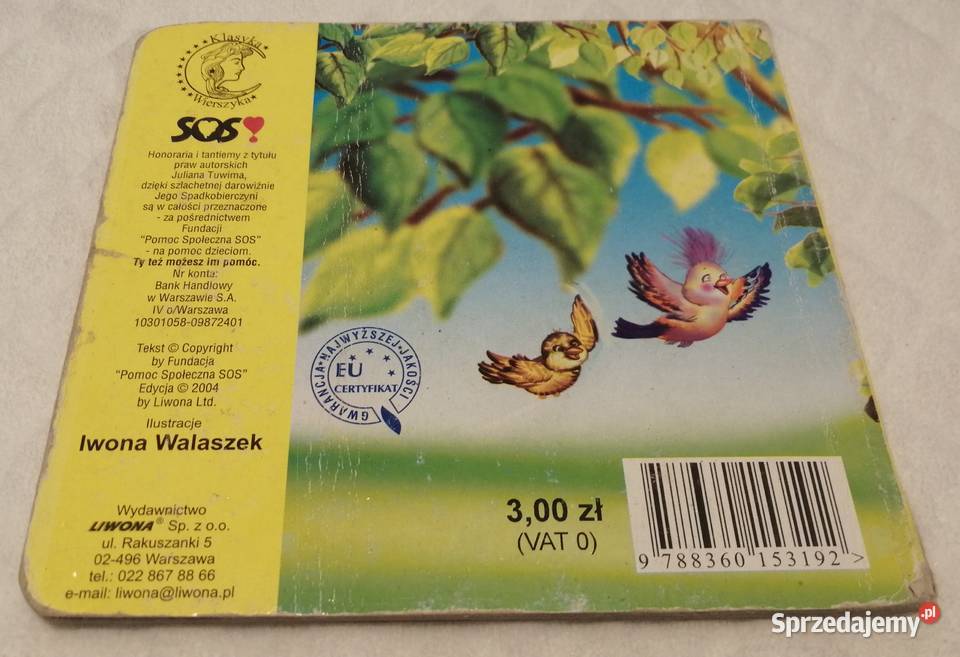 Klasyka
Wierszyka
SOS!
Honoraria i tantiemy z tytułu
praw autorskich
Juliana Tuwima,
dzięki szlachetnej darowiźnie
Jego Spadkobierczyni
są w całości przeznaczone
- za pośrednictwem
Fundacji
"Pomoc Społeczna SOS"
- na pomoc dzieciom.
Ty też możesz im pomóc.
Nr konta:
Bank Handlowy
w Warszawie S.A.
IV o/Warszawa
10301058-09872401
Tekst © Copyright
by Fundacja
"Pomoc Społeczna SOS"
Edycja © 2004
by Liwona Ltd.
Ilustracje
Iwona Walaszek
Wydawnictwo
LIWONA® Sp. z o.o.
ul. Rakuszanki 5
02-496 Warszawa
tel.: 022 867 88 66
e-mail: liwona@liwona.pl
GWARANCJA NAJWYŻSZEJ JAKOŚCI
EU
CERTYFIKAT
3,00 zł
(VAT 0)
9 788360 153192 >
Sprzedajemy.pl